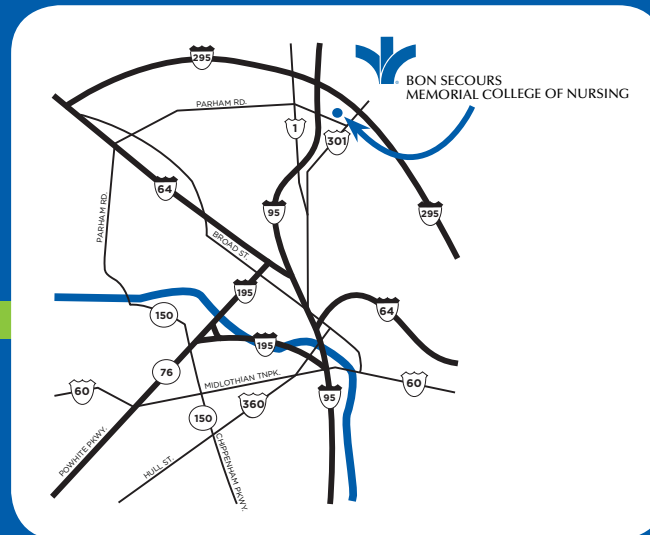 295
BON SECOURS
MEMORIAL COLLEGE OF NURSING
PARHAM RD.
1
301
64
PARHAM RD.
95
295
BROAD ST.
195
150
64
195
76
MIDLOTHIAN TNPK.
60
60
360
95
150
POWHITE PKWY.
HULL ST.
CHIPPENHAM PKWY.